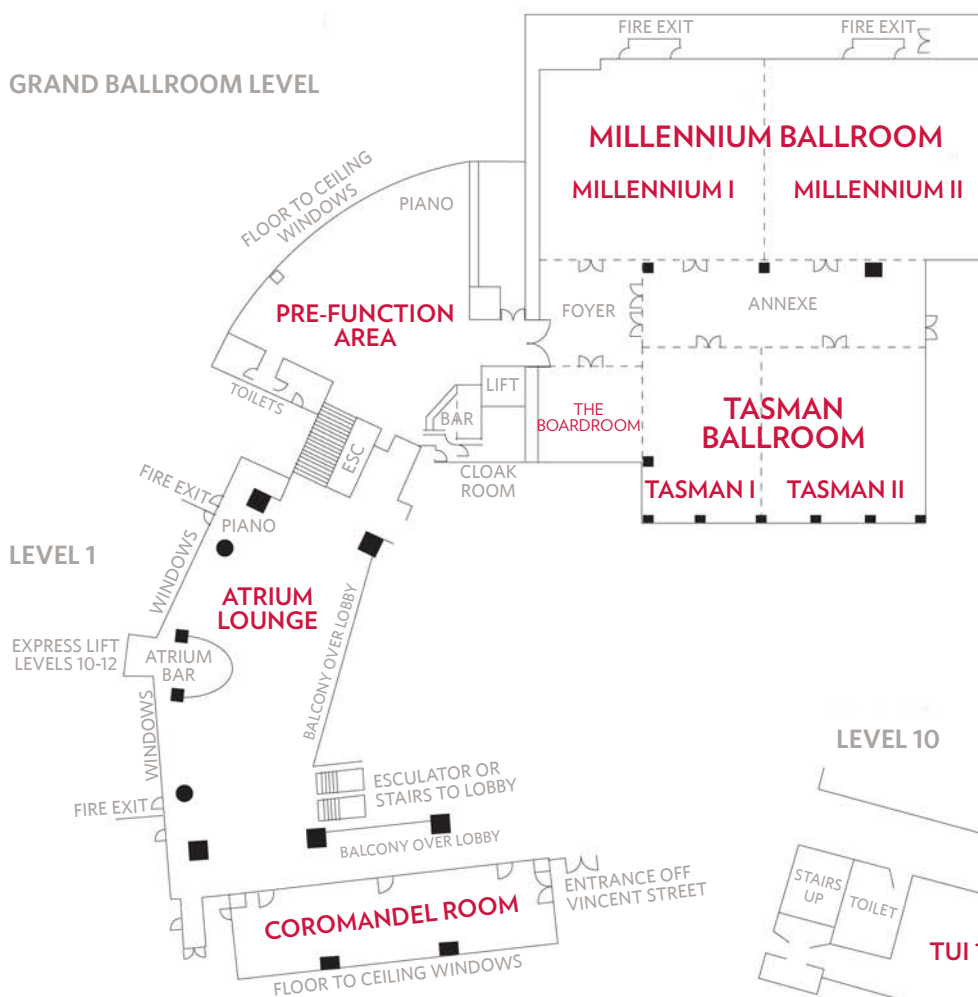 FIRE EXIT
FIRE EXIT
GRAND BALLROOM LEVEL
MILLENNIUM BALLROOM
MILLENNIUM I
MILLENNIUM II
FLOOR TO CEILING
WINDOWS
PIANO
PRE-FUNCTION
AREA
FOYER
ANNEXE
TOILETS
LIFT
BAR
THE
BOARDROOM
TASMAN
BALLROOM
ESC
CLOAK
ROOM
TASMAN I
TASMAN II
FIRE EXIT
PIANO
LEVEL 1
WINDOWS
ATRIUM
LOUNGE
BALCONY OVER LOBBY
EXPRESS LIFT
LEVELS 10-12
ATRIUM
BAR
WINDOWS
LEVEL 10
ESCULATOR OR
STAIRS TO LOBBY
FIRE EXIT
BALCONY OVER LOBBY
ENTRANCE OFF
VINCENT STREET
STAIRS
UP
TOILET
COROMANDEL ROOM
TUI
FLOOR TO CEILING WINDOWS